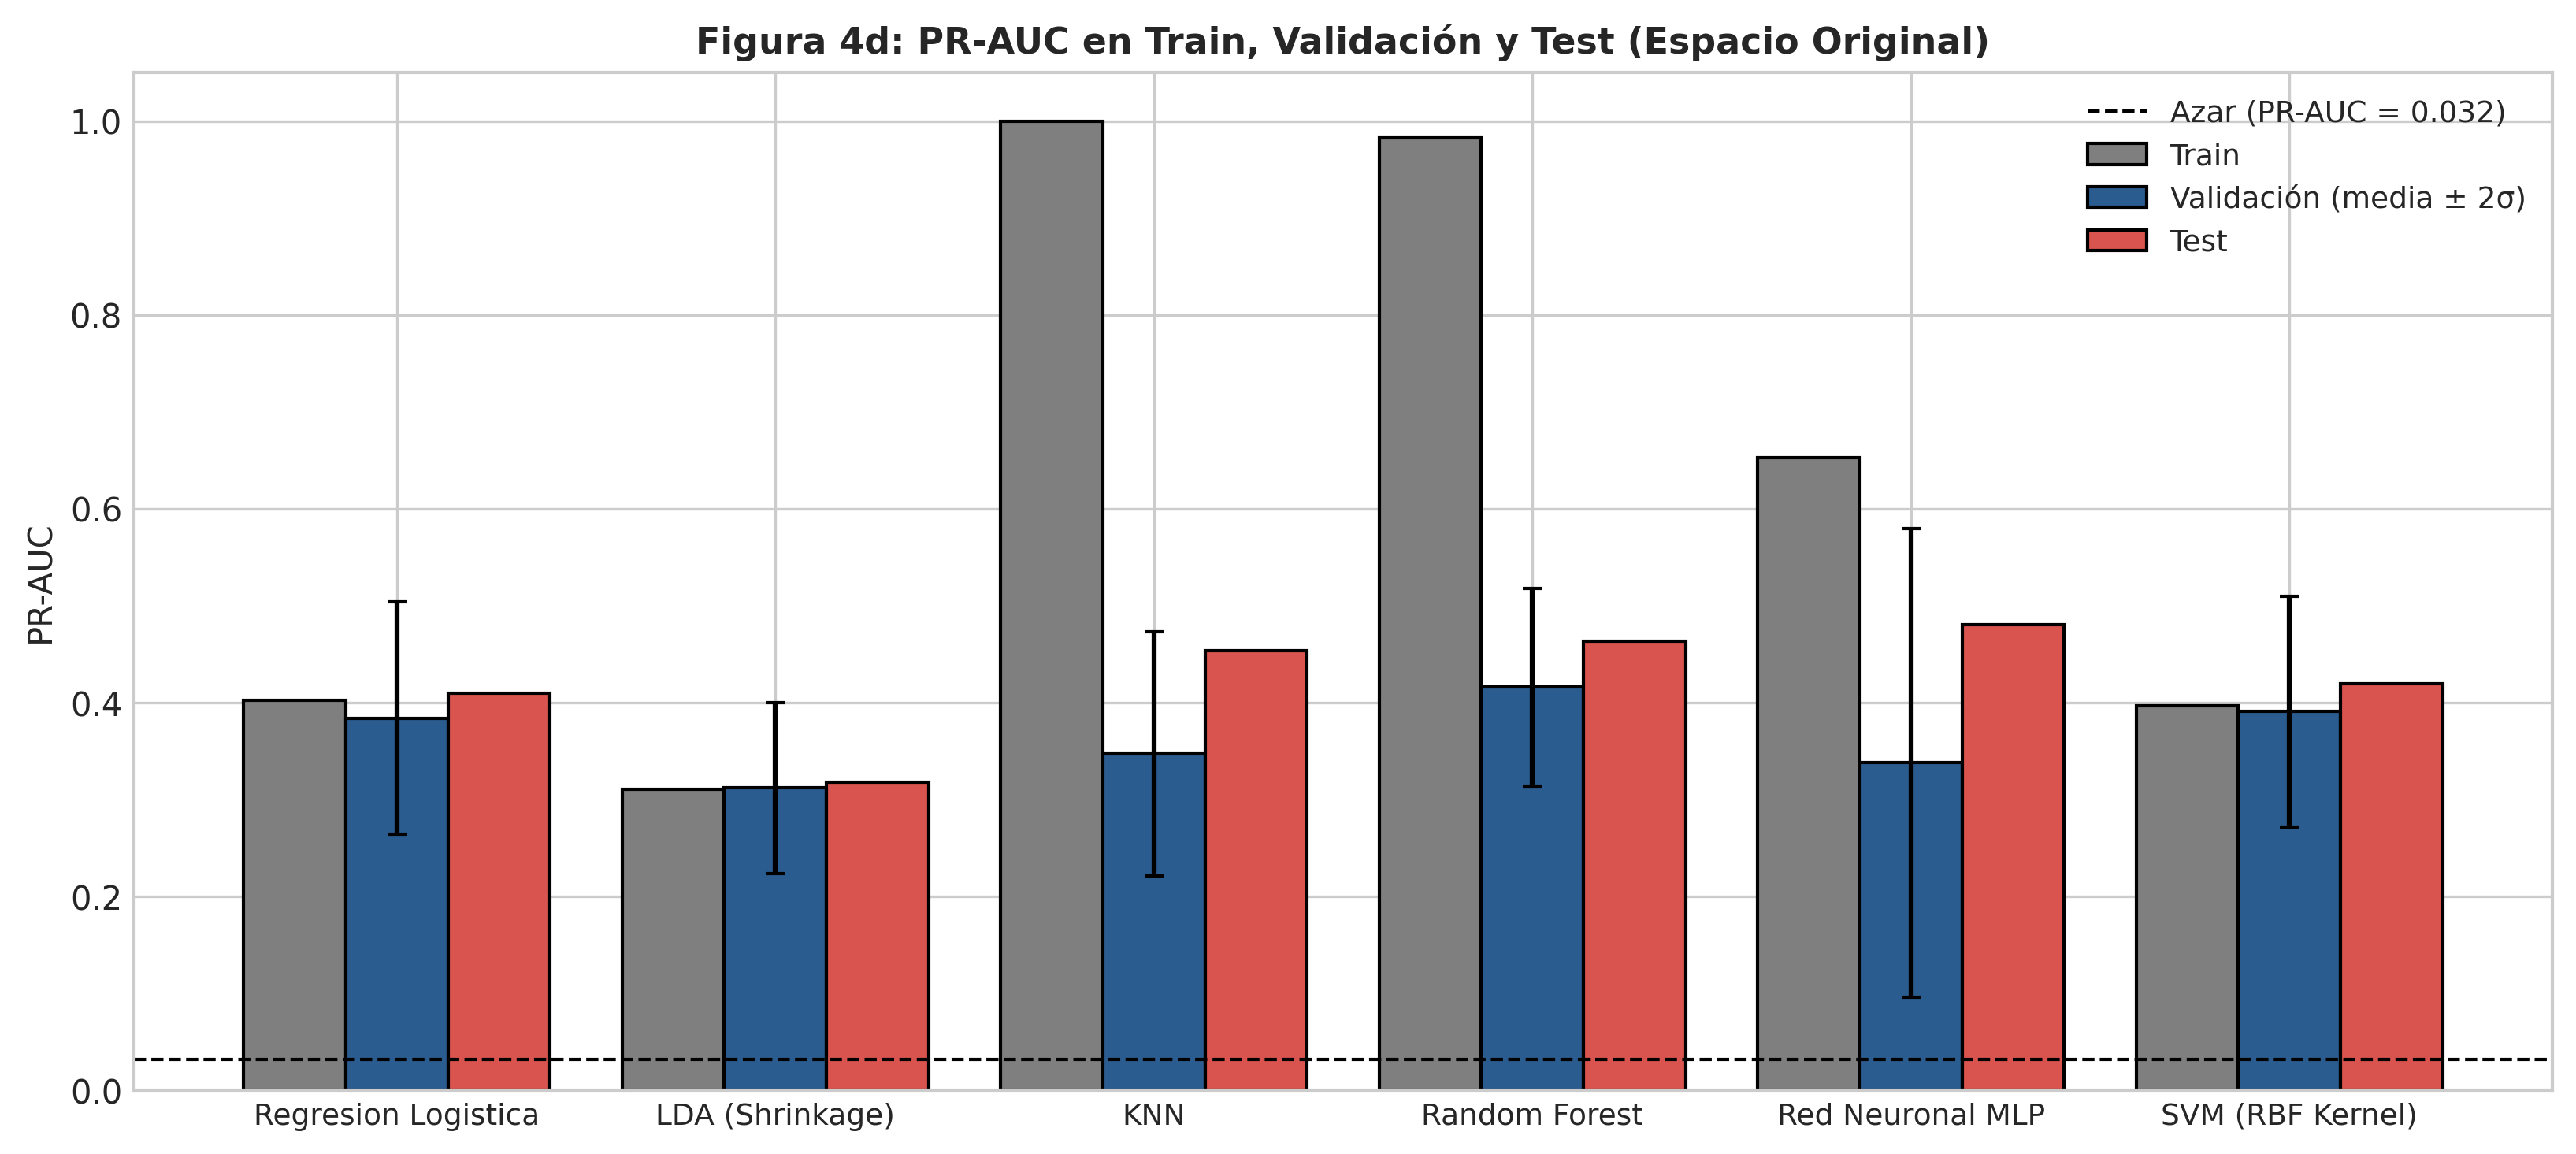 Figura 4d: PR-AUC en Train, Validación y Test (Espacio Original)
Azar (PR-AUC = 0.032)
Train
Validación (media ± 2σ)
Test
PR-AUC
1.0
0.8
0.6
0.4
0.2
0.0
Regresion Logistica
LDA (Shrinkage)
KNN
Random Forest
Red Neuronal MLP
SVM (RBF Kernel)